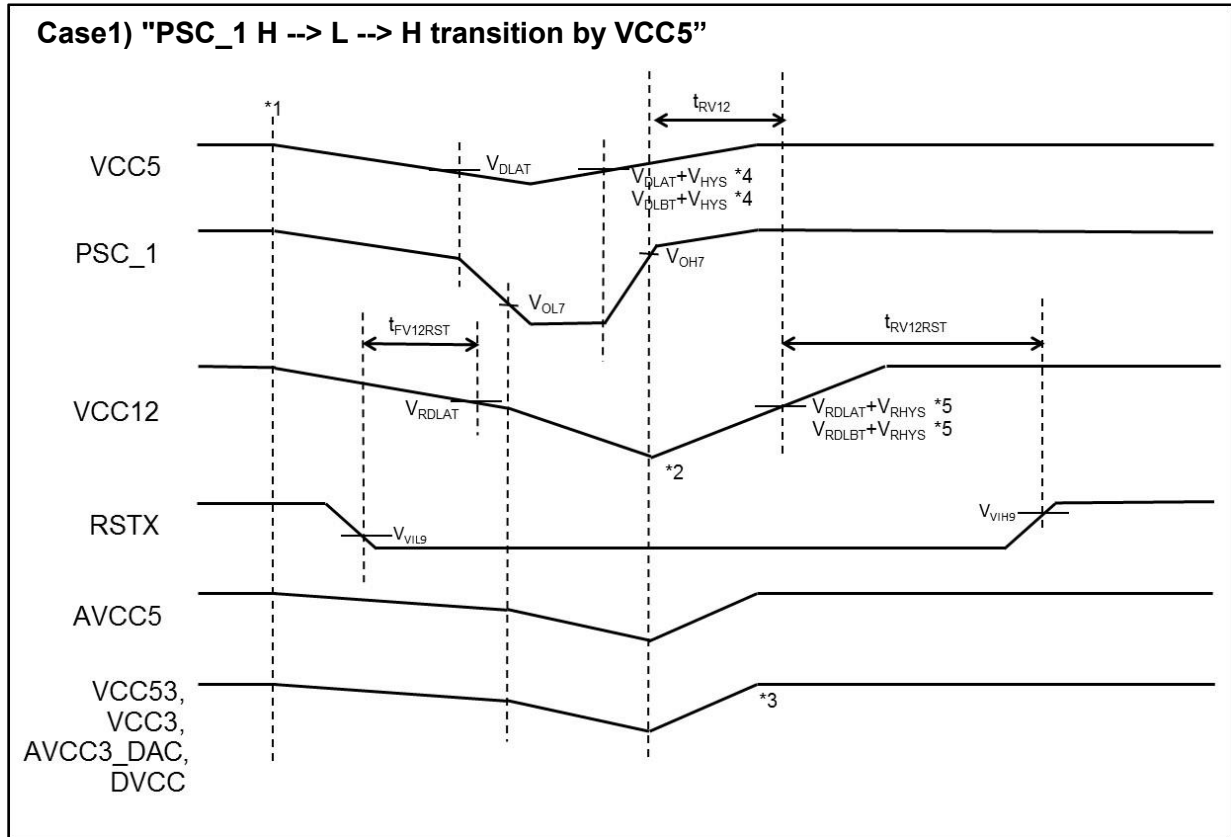 Case1) "PSC_1 H --> L --> H transition by VCC5”
*1
tRV12
VCC5
VDLAT
VDLAT+VHYS *4
VDLBT+VHYS *4
PSC_1
VOH7
VOL7
tFV12RST
tRV12RST
VCC12
VRDLAT
VRDLAT+VRHYS *5
VRDLBT+VRHYS *5
*2
RSTX
VVIL9
VVIH9
AVCC5
VCC53,
VCC3,
AVCC3_DAC,
DVCC
*3